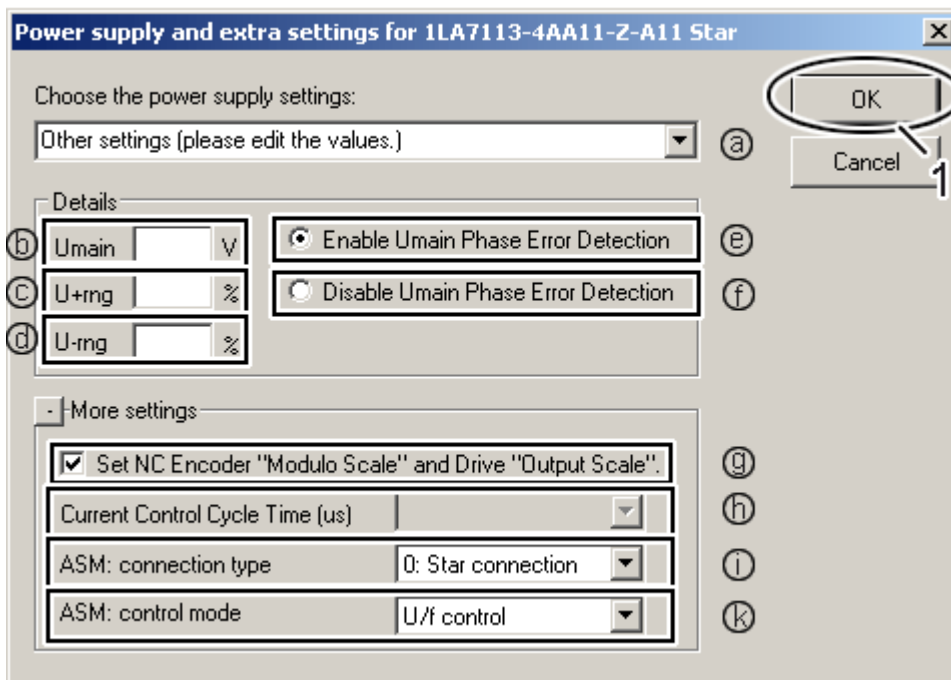 Power supply and extra settings for 1LA7113-4AA11-Z-A11 Star
Choose the power supply settings:
OK
Other settings (please edit the values.)
a
Cancel
1
Details
b Umain V
Enable Umain Phase Error Detection e
c U+rng %
Disable Umain Phase Error Detection f
d U-rng %
- More settings
Set NC Encoder "Modulo Scale" and Drive "Output Scale". g
Current Control Cycle Time (us) h
ASM: connection type 0: Star connection i
ASM: control mode U/f control k